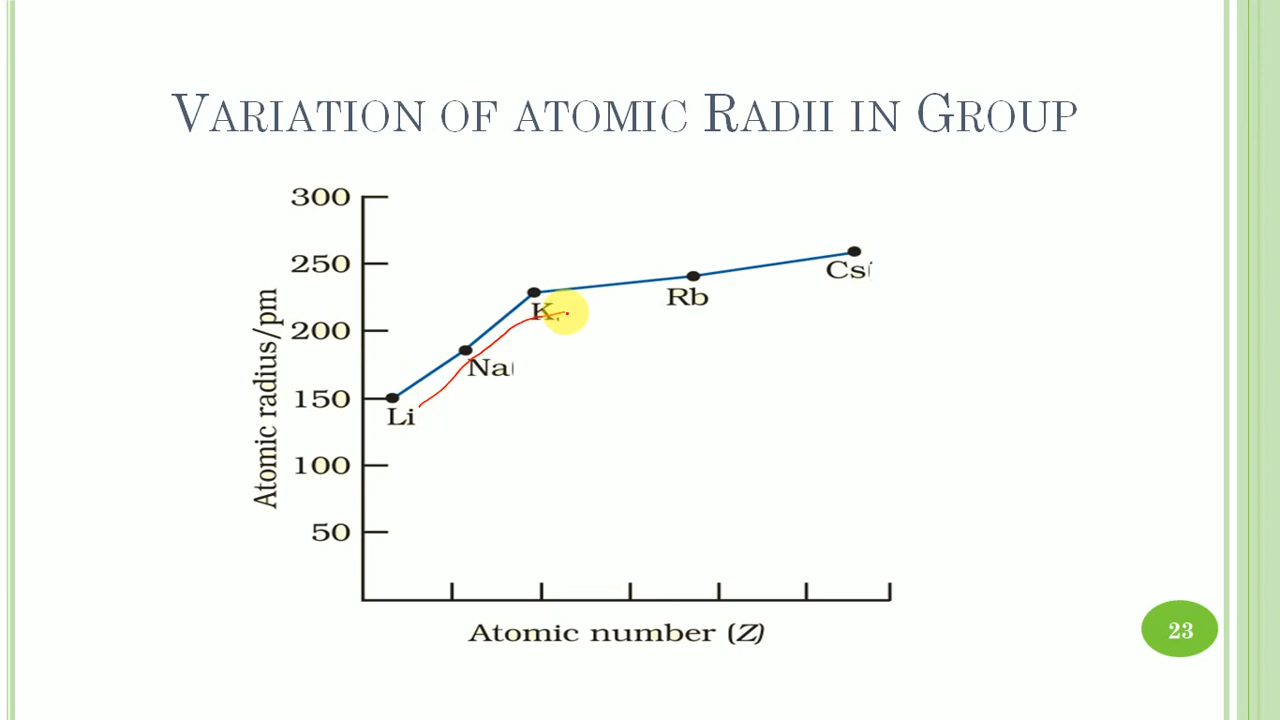 VARIATION OF ATOMIC RADII IN GROUP
300
250
200
150
100
50
Atomic radius/pm
Li
Na
K
Rb
Cs
Atomic number (Z)
23